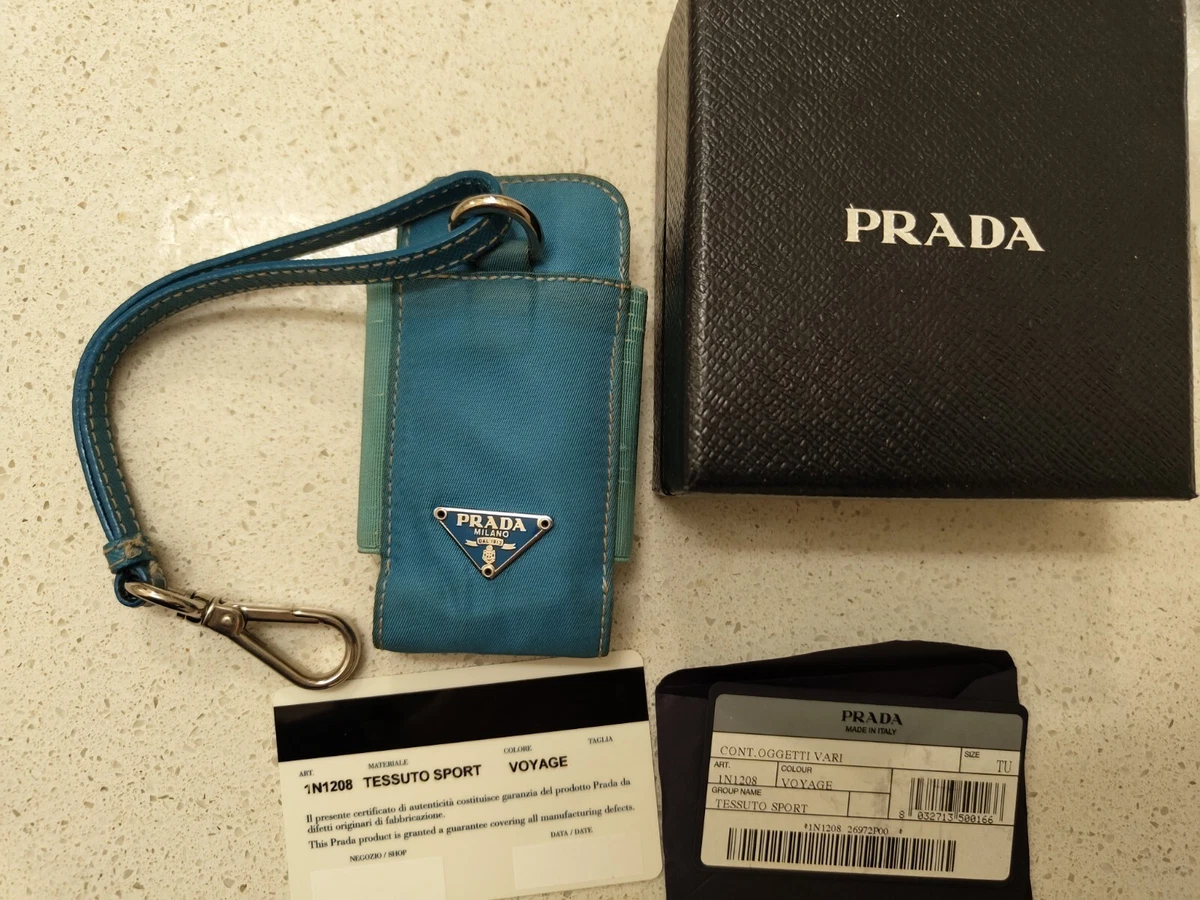 PRADA
PRADA
MILANO
DAL 1913
ART.
MATERIALE
COLORE
TAGLIA
1N1208 TESSUTO SPORT VOYAGE
Il presente certificato di autenticità costituisce garanzia del prodotto Prada da
difetti originari di fabbricazione.
This Prada product is granted a guarantee covering all manufacturing defects.
NEGOZIO / SHOP
DATA / DATE
PRADA
MADE IN ITALY
CONT.OGGETTI VARI
SIZE
TU
ART.
COLOUR
1N1208
VOYAGE
GROUP NAME
TESSUTO SPORT
8 032713 500166
*1N1208 26972P00 *